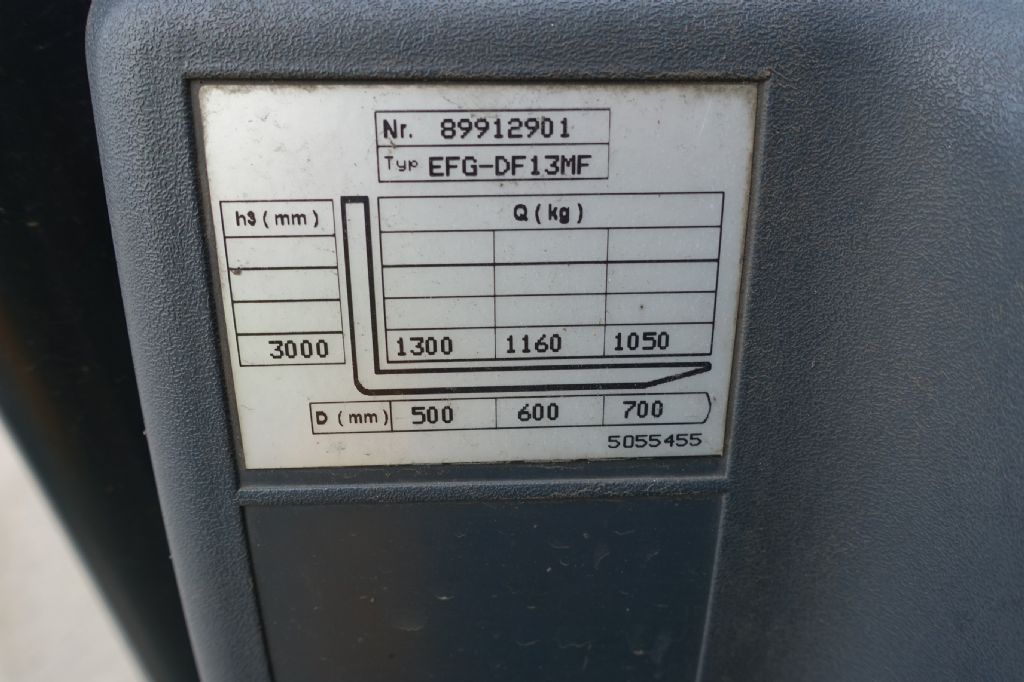 Nr. 89912901
Typ EFG-DF13MF
h3 (mm) Q (kg)
3000 1300 1160 1050
D (mm) 500 600 700
5055455